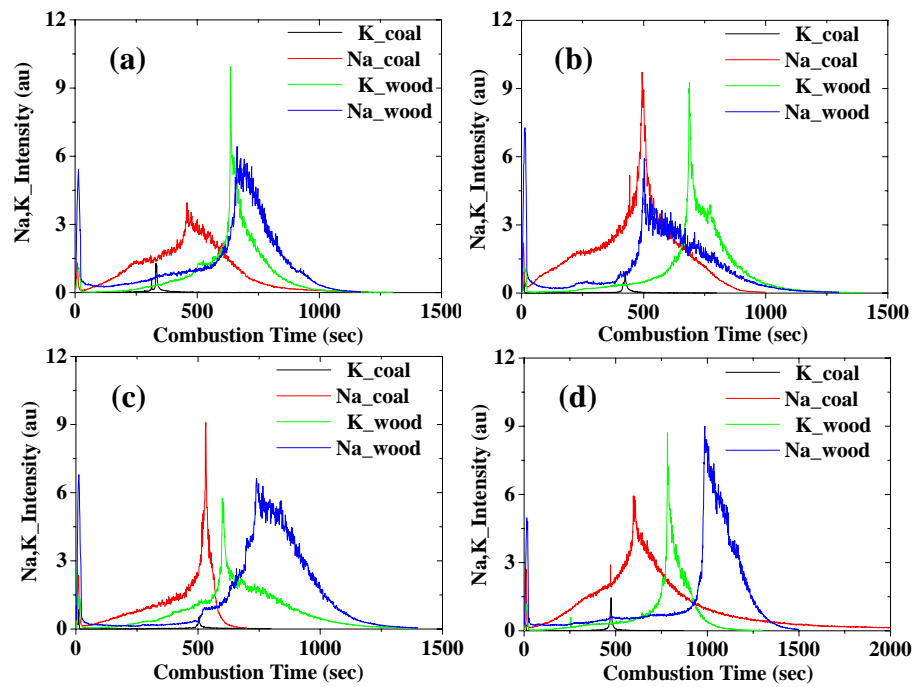 12
9
6
3
0
Na,K_Intensity (au)
(a)
K_coal
Na_coal
K_wood
Na_wood
0 500 1000 1500
Combustion Time (sec)
12
9
6
3
0
Na,K_Intensity (au)
(b)
K_coal
Na_coal
K_wood
Na_wood
0 500 1000 1500
Combustion Time (sec)
12
9
6
3
0
Na,K_Intensity (au)
(c)
K_coal
Na_coal
K_wood
Na_wood
0 500 1000 1500
Combustion Time (sec)
12
9
6
3
0
Na,K_Intensity (au)
(d)
K_coal
Na_coal
K_wood
Na_wood
0 500 1000 1500 2000
Combustion Time (sec)